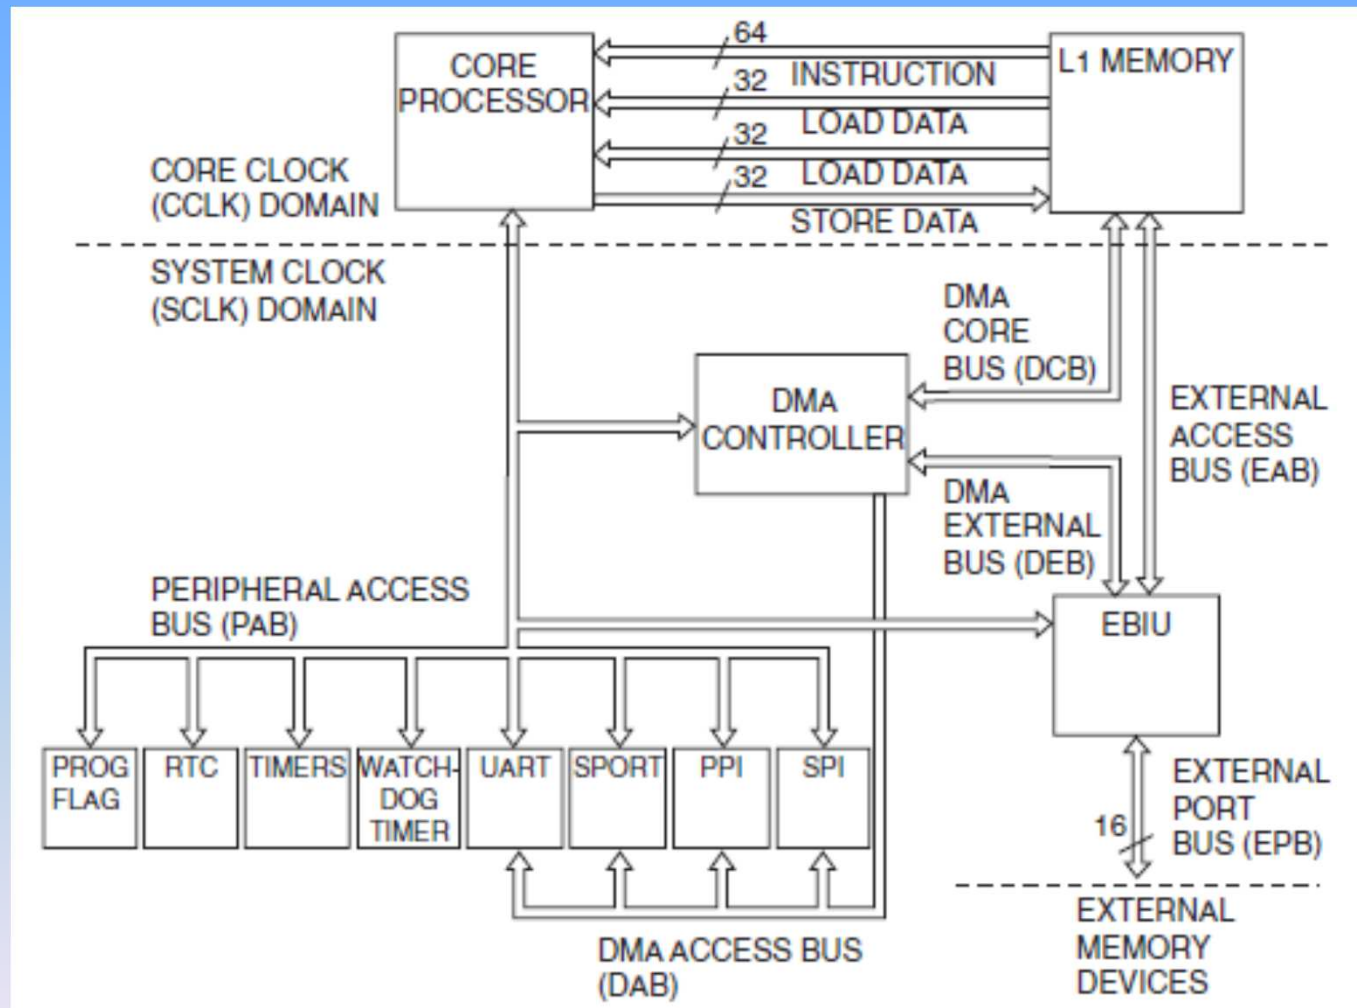 CORE
PROCESSOR
64
INSTRUCTION
32
LOAD DATA
32
LOAD DATA
32
STORE DATA
L1 MEMORY
CORE CLOCK
(CCLK) DOMAIN
SYSTEM CLOCK
(SCLK) DOMAIN
DMA
CORE
BUS (DCB)
DMA
CONTROLLER
EXTERNAL
ACCESS
BUS (EAB)
DMA
EXTERNAL
BUS (DEB)
PERIPHERAL ACCESS
BUS (PAB)
EBIU
PROG
FLAG
RTC
TIMERS
WATCH-
DOG
TIMER
UART
SPORT
PPI
SPI
16
EXTERNAL
PORT
BUS (EPB)
DMA ACCESS BUS
(DAB)
EXTERNAL
MEMORY
DEVICES